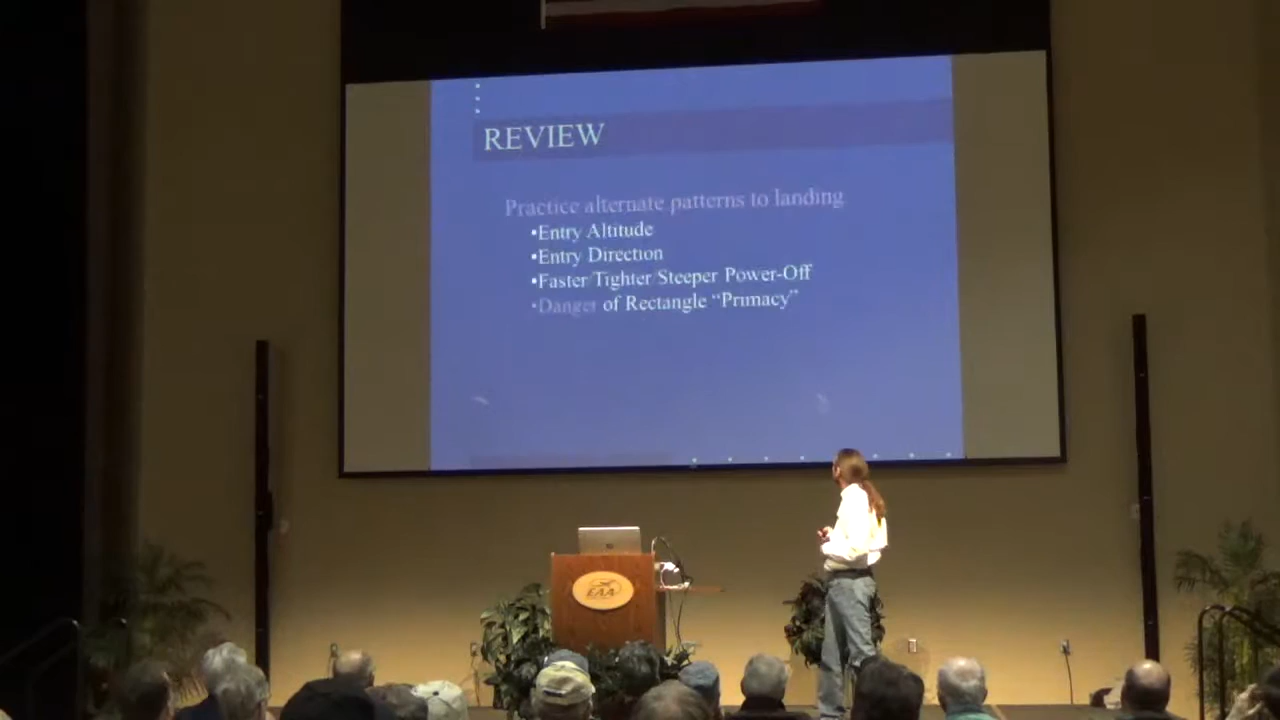 REVIEW
Practice alternate patterns to landing
•Entry Altitude
•Entry Direction
•Faster/Tighter/Steeper Power-Off
•Danger of Rectangle “Primacy”
EAA